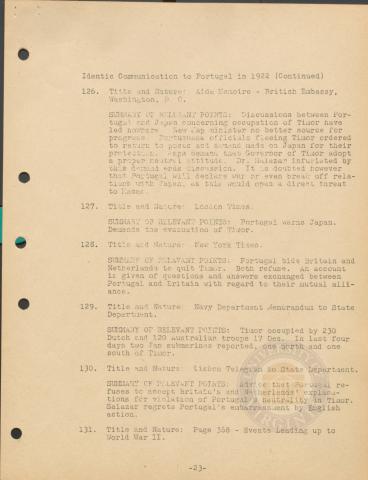 Identic Communication to Portugal in 1922 (Continued)
126. Title and Nature: Aide Memoire - British Embassy,
Washington, D. C.
SUMMARY OF RELEVANT POINTS: Discussions between Por-
tugal and Japan concerning occupation of Timor have
led nowhere. New Jap minister no better source for
progress. Portuguese officials fleeing Timor ordered
to return to posts and demand made on Japan for their
protection. Japs demand that Governor of Timor adopt
a proper neutral attitude. Dr. Salazar infuriated by
this demand ends discussion. It is doubted however
that Portugal will declare war or even break off rela-
tions with Japan, as this would open a direct threat
to Macao.
127. Title and Nature: London Times.
SUMMARY OF RELEVANT POINTS: Portugal warns Japan.
Demands the evacuation of Timor.
128. Title and Nature: New York Times.
SUMMARY OF RELEVANT POINTS: Portugal bids Britain and
Netherlands to quit Timor. Both refuse. An account
is given of questions and answers exchanged between
Portugal and Britain with regard to their mutual alli-
ance.
129. Title and Nature: Navy Department Memorandum to State
Department.
SUMMARY OF RELEVANT POINTS: Timor occupied by 230
Dutch and 120 Australian troops 17 Dec. In last four
days two Jap submarines reported, one north and one
south of Timor.
130. Title and Nature: Lisbon Telegram to State Department.
SUMMARY OF RELEVANT POINTS: Advice that Portugal re-
fuses to accept Britain's and Netherlands' explana-
tions for violation of Portugal's neutrality in Timor.
Salazar regrets Portugal's embarrassment by English
action.
131. Title and Nature: Page 368 - Events Leading up to
World War II.
-23-